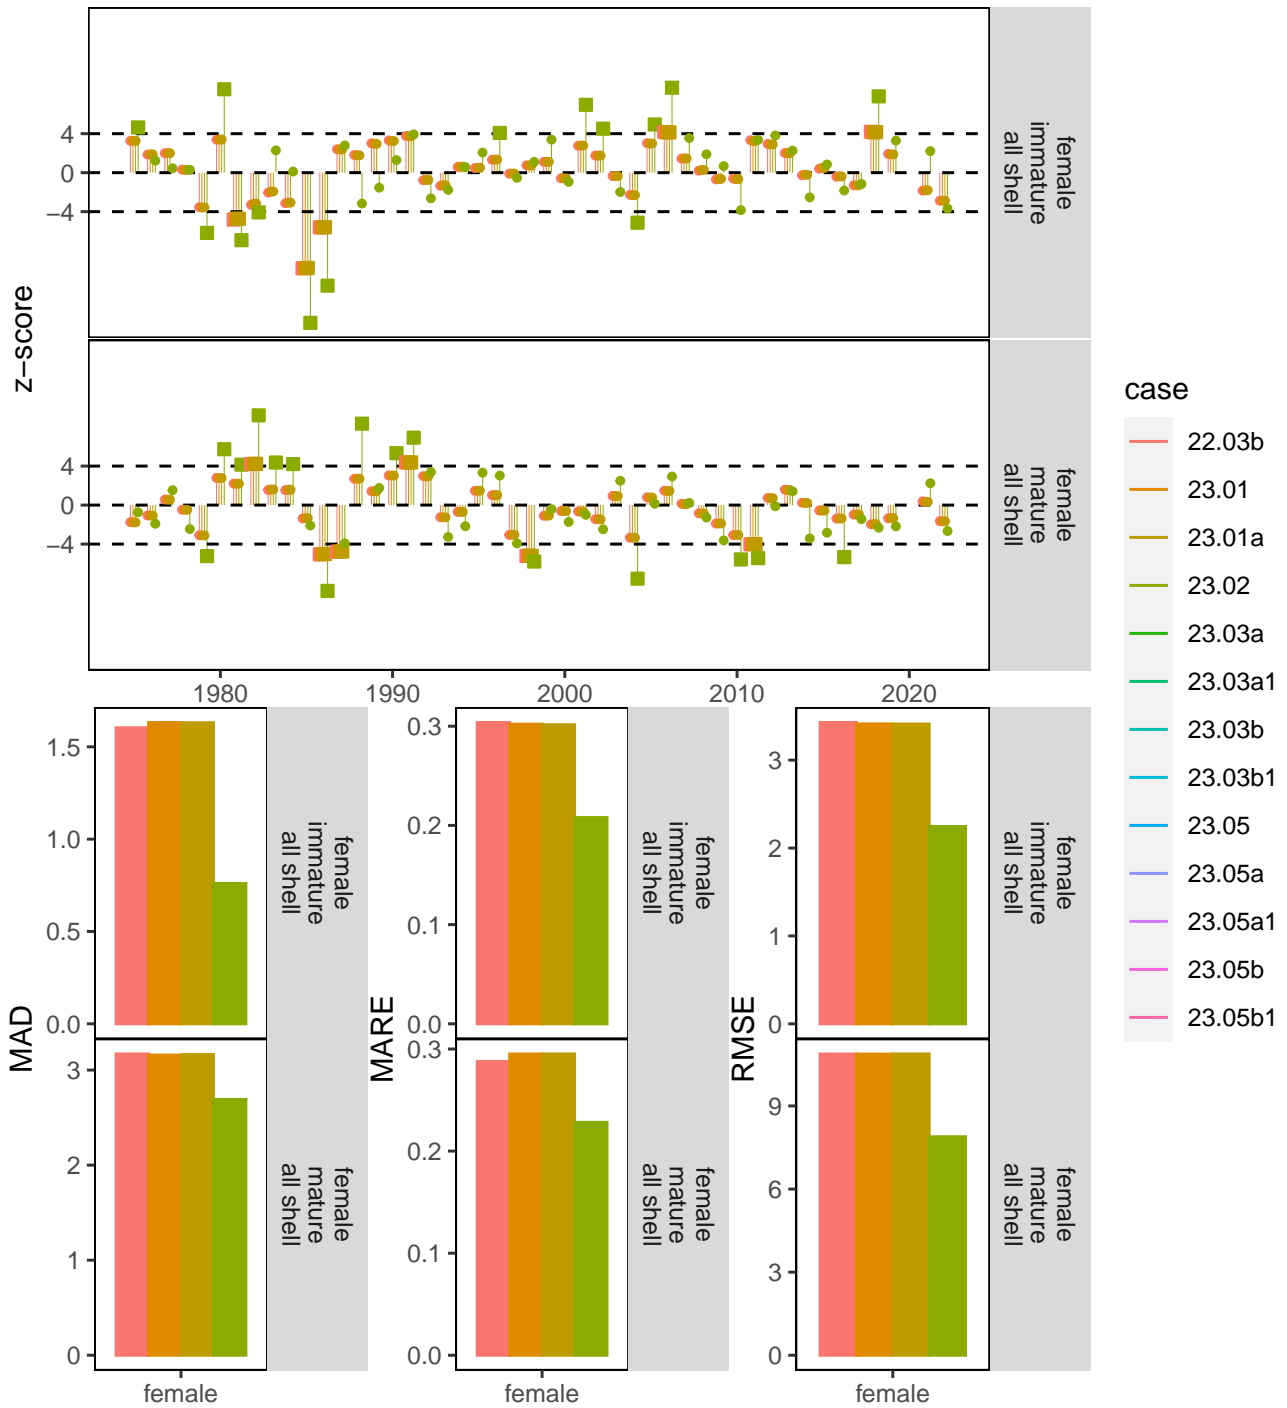 z−score
4
0
−4
female
immature
all shell
4
0
−4
female
mature
all shell
1980
1990
2000
2010
2020
MAD
1.5
1.0
0.5
0.0
female
immature
all shell
3
2
1
0
female
mature
all shell
female
MARE
0.3
0.2
0.1
0.0
female
immature
all shell
0.3
0.2
0.1
0.0
female
mature
all shell
female
RMSE
3
2
1
0
female
immature
all shell
9
6
3
0
female
mature
all shell
female
case
22.03b
23.01
23.01a
23.02
23.03a
23.03a1
23.03b
23.03b1
23.05
23.05a
23.05a1
23.05b
23.05b1